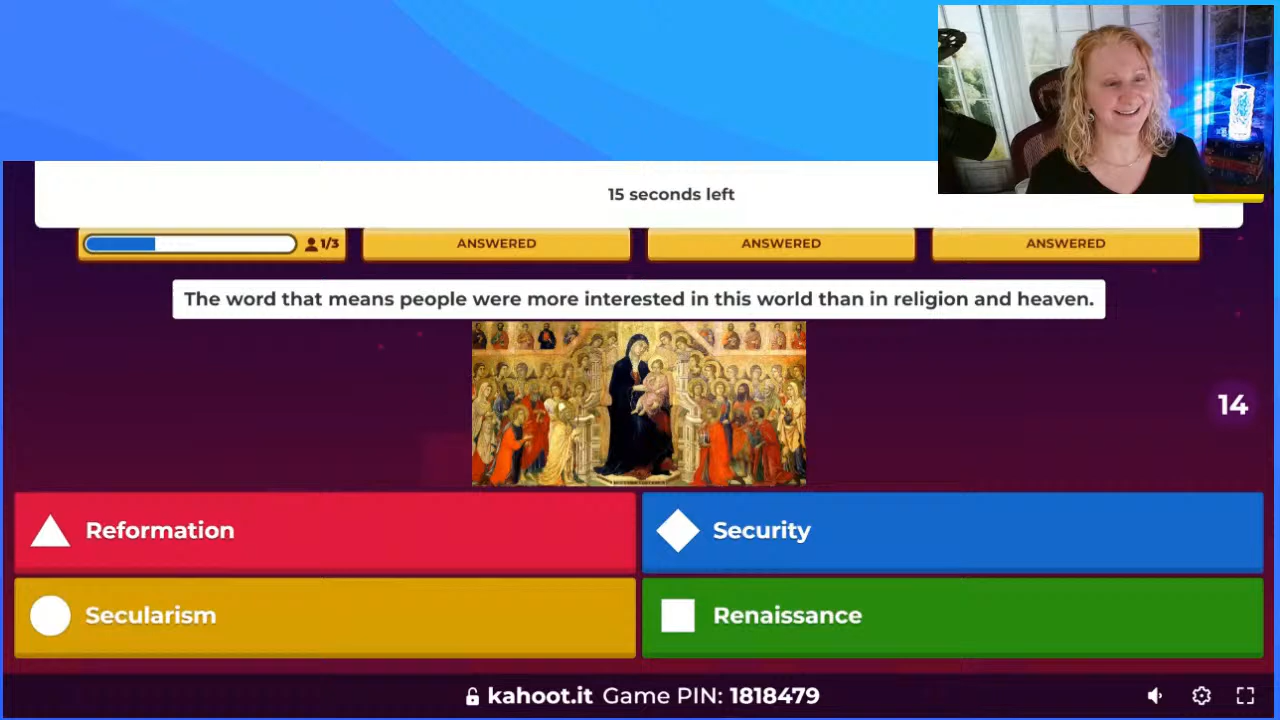 15 seconds left
1/3
ANSWERED
ANSWERED
ANSWERED
The word that means people were more interested in this world than in religion and heaven.
14
Reformation
Security
Secularism
Renaissance
kahoot.it Game PIN: 1818479